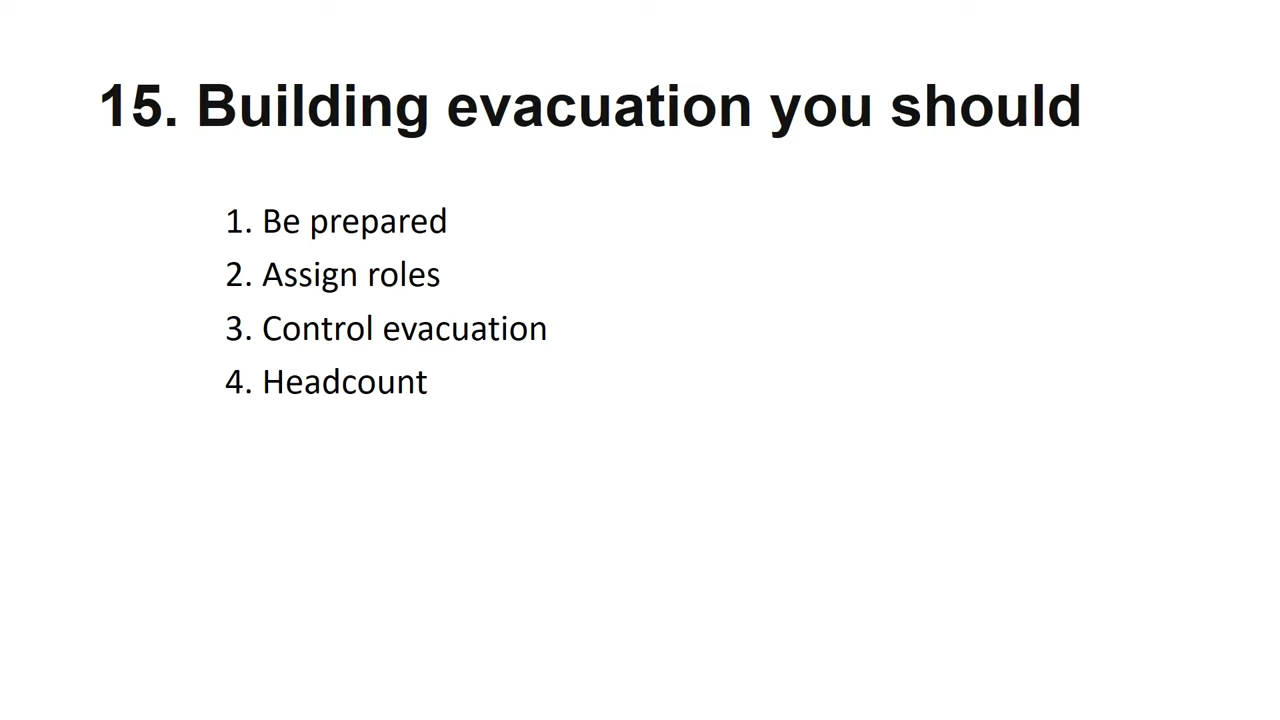 15. Building evacuation you should
1. Be prepared
2. Assign roles
3. Control evacuation
4. Headcount